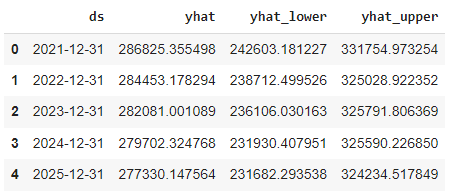 ds yhat yhat_lower yhat_upper
0 2021-12-31 286825.355498 242603.181227 331754.973254
1 2022-12-31 284453.178294 238712.499526 325028.922352
2 2023-12-31 282081.001089 236106.030163 325791.806369
3 2024-12-31 279702.324768 231930.407951 325590.226850
4 2025-12-31 277330.147564 231682.293538 324234.517849